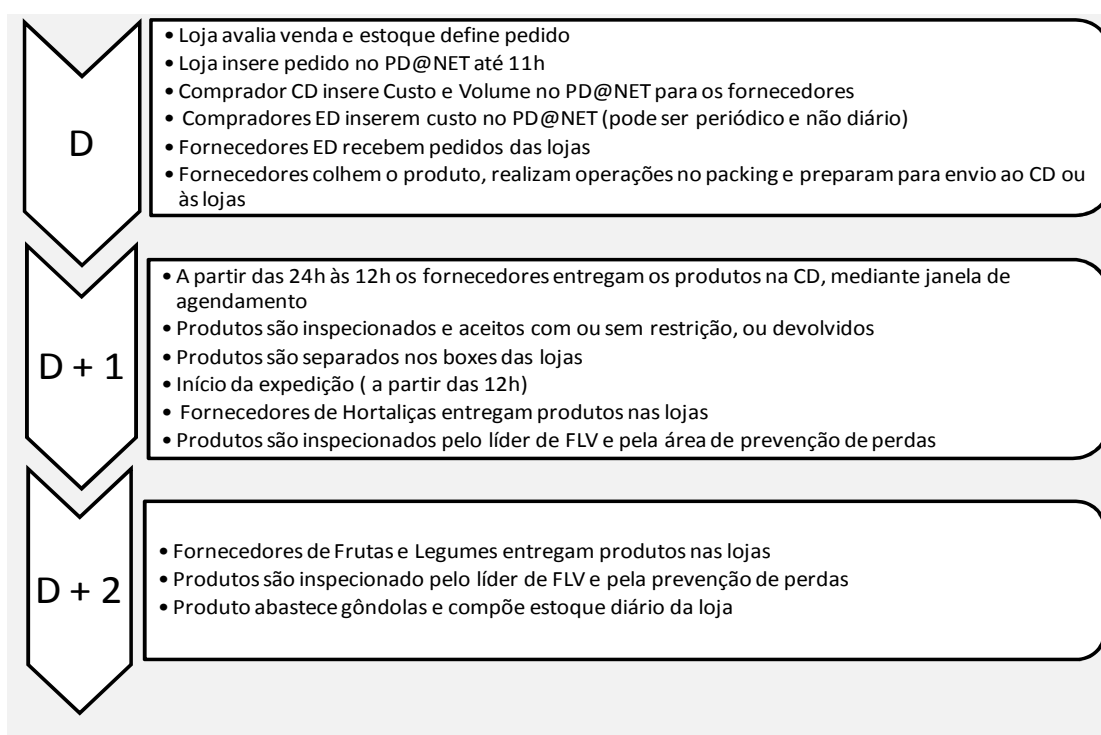 D
• Loja avalia venda e estoque define pedido
• Loja insere pedido no PD@NET até 11h
• Comprador CD insere Custo e Volume no PD@NET para os fornecedores
• Compradores ED inserem custo no PD@NET (pode ser periódico e não diário)
• Fornecedores ED recebem pedidos das lojas
• Fornecedores colhem o produto, realizam operações no packing e preparam para envio ao CD ou
às lojas
D + 1
• A partir das 24h às 12h os fornecedores entregam os produtos na CD, mediante janela de
agendamento
• Produtos são inspecionados e aceitos com ou sem restrição, ou devolvidos
• Produtos são separados nos boxes das lojas
• Início da expedição ( a partir das 12h)
• Fornecedores de Hortaliças entregam produtos nas lojas
• Produtos são inspecionados pelo líder de FLV e pela área de prevenção de perdas
D + 2
• Fornecedores de Frutas e Legumes entregam produtos nas lojas
• Produtos são inspecionado pelo líder de FLV e pela prevenção de perdas
• Produto abastece gôndolas e compõe estoque diário da loja